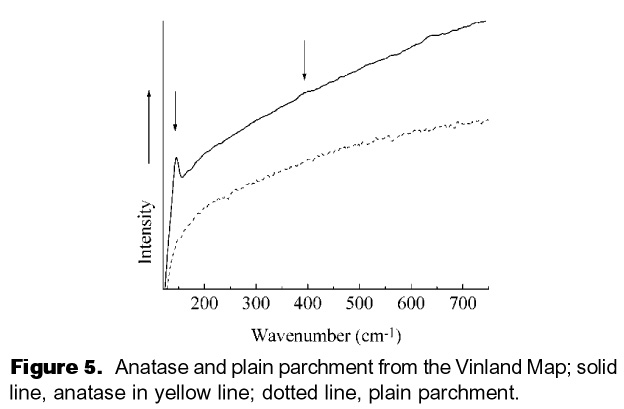 Intensity
200 300 400 500 600 700
Wavenumber (cm-1)
Figure 5. Anatase and plain parchment from the Vinland Map; solid
line, anatase in yellow line; dotted line, plain parchment.